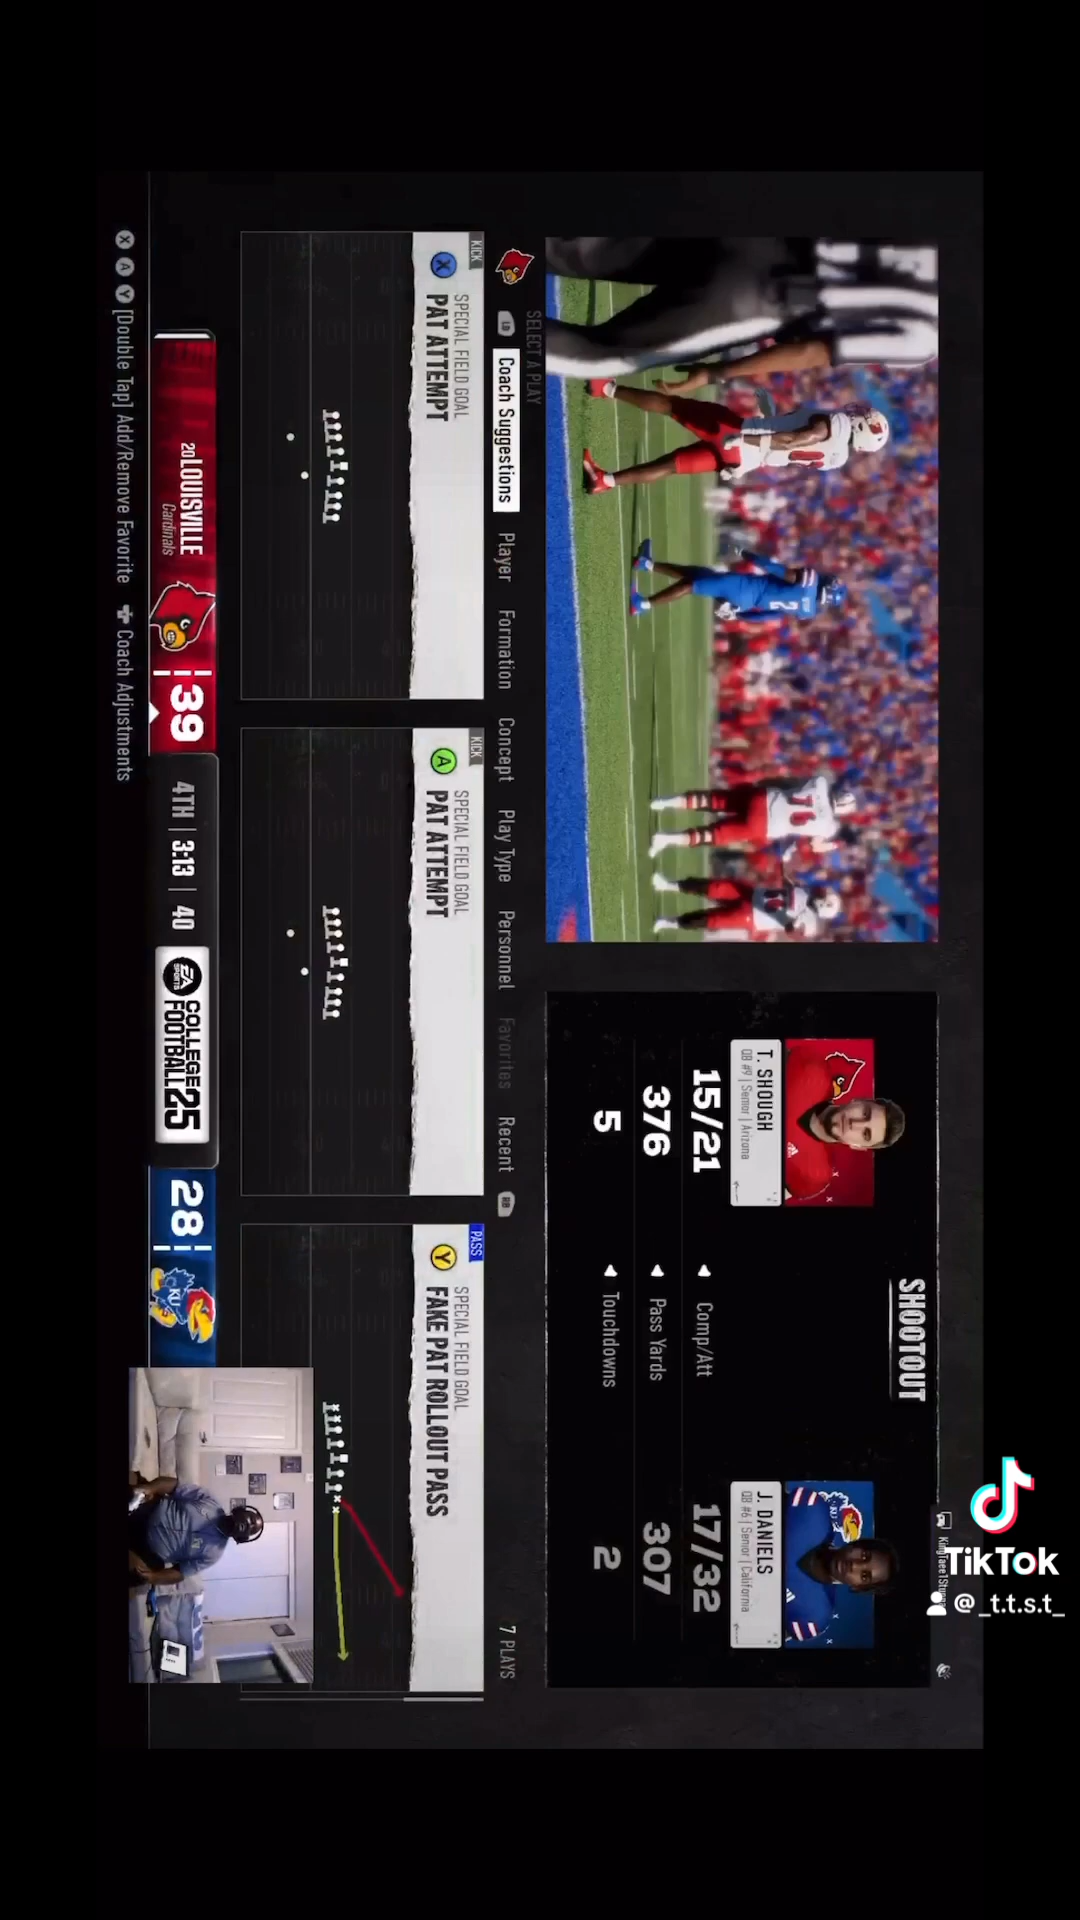 SHOOTOUT
T. SHOUGH
QB #9 | Senior | Arizona
J. DANIELS
QB #6 | Senior | California
15/21 Comp/Att 17/32
376 Pass Yards 307
5 Touchdowns 2
2
76
SELECT A PLAY
LB Coach Suggestions Player Formation Concept Play Type Personnel Favorites Recent RB 7 PLAYS
KICK
X SPECIAL FIELD GOAL
PAT ATTEMPT
KICK
A SPECIAL FIELD GOAL
PAT ATTEMPT
PASS
Y SPECIAL FIELD GOAL
FAKE PAT ROLLOUT PASS
20 LOUISVILLE
Cardinals
39
4TH | 3:13 | 40
EA SPORTS
COLLEGE FOOTBALL 25
28
KU
X A Y [Double Tap] Add/Remove Favorite Coach Adjustments
TikTok
@_t.t.s.t_